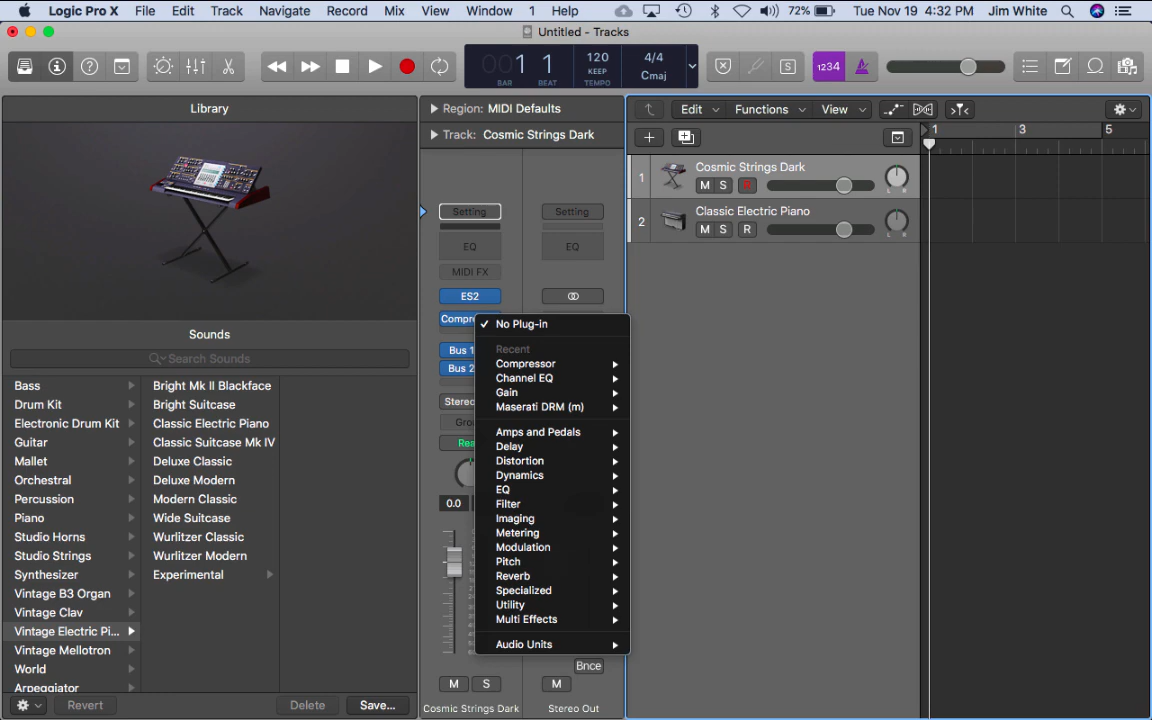 Logic Pro X File Edit Track Navigate Record Mix View Window 1 Help 72% Tue Nov 19 4:32 PM Jim White
Untitled - Tracks
001 1 120 4/4
KEEP Cmaj
BAR BEAT TEMPO
S 1234
Library
Region: MIDI Defaults
Track: Cosmic Strings Dark
Edit Functions View
1 3 5
1 Cosmic Strings Dark
M S R L R
2 Classic Electric Piano
M S R L R
Setting Setting
EQ EQ
MIDI FX
ES2
Compre
Bus 1
Bus 2
Stereo
Gro
Rea
0.0
Bnce
M S M
Cosmic Strings Dark Stereo Out
No Plug-in
Recent
Compressor
Channel EQ
Gain
Maserati DRM (m)
Amps and Pedals
Delay
Distortion
Dynamics
EQ
Filter
Imaging
Metering
Modulation
Pitch
Reverb
Specialized
Utility
Multi Effects
Audio Units
Sounds
Search Sounds
Bass
Drum Kit
Electronic Drum Kit
Guitar
Mallet
Orchestral
Percussion
Piano
Studio Horns
Studio Strings
Synthesizer
Vintage B3 Organ
Vintage Clav
Vintage Electric Pi...
Vintage Mellotron
World
Arpeggiator
Bright Mk II Blackface
Bright Suitcase
Classic Electric Piano
Classic Suitcase Mk IV
Deluxe Classic
Deluxe Modern
Modern Classic
Wide Suitcase
Wurlitzer Classic
Wurlitzer Modern
Experimental
Revert Delete Save...